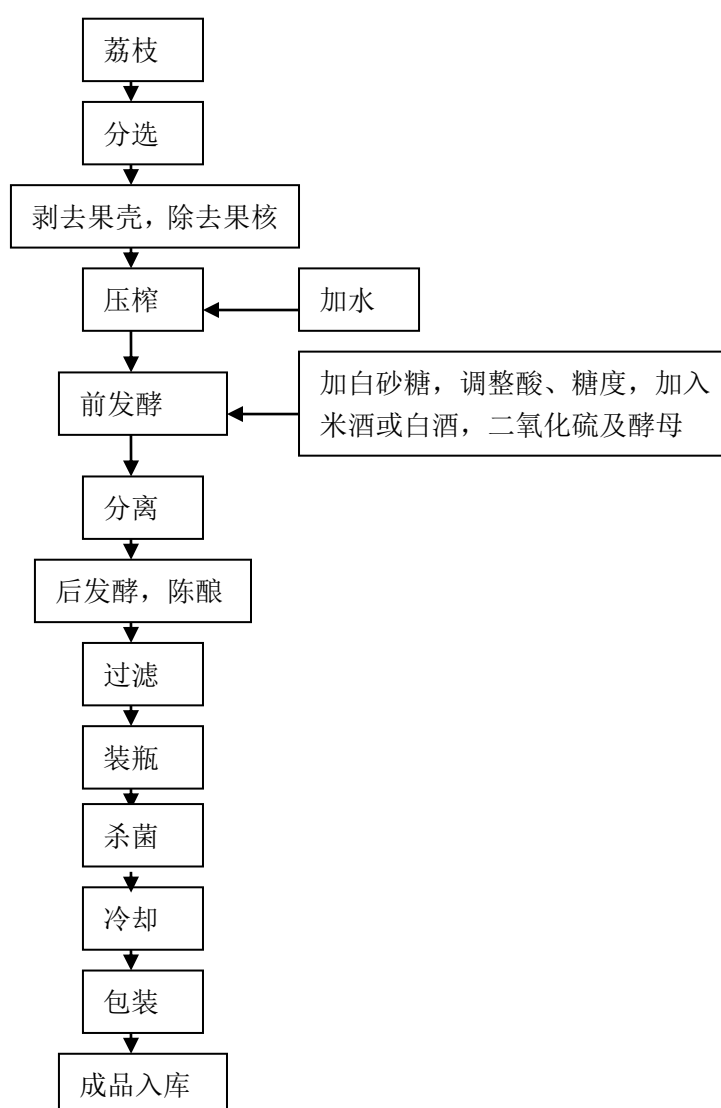 荔枝
分选
剥去果壳，除去果核
压榨
加水
前发酵
加白砂糖，调整酸、糖度，加入
米酒或白酒，二氧化硫及酵母
分离
后发酵，陈酿
过滤
装瓶
杀菌
冷却
包装
成品入库